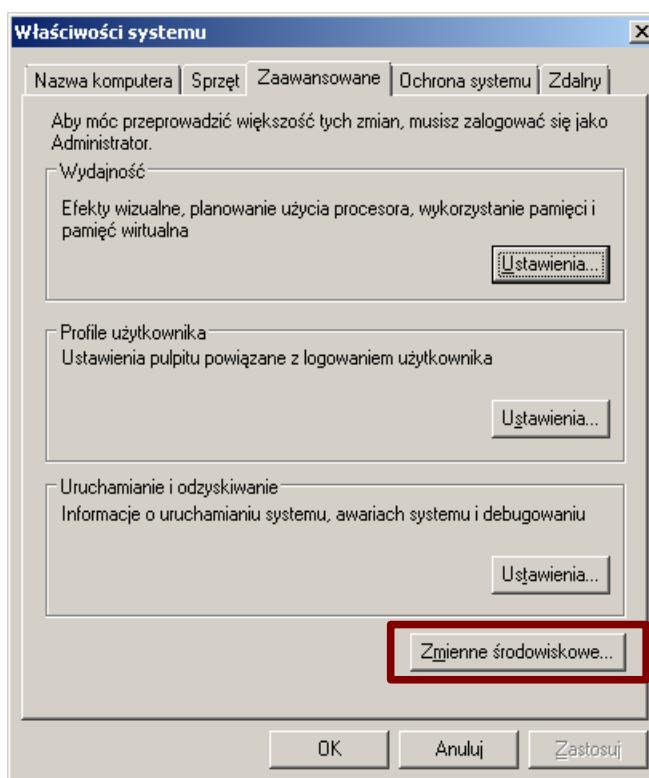 Właściwości systemu
Nazwa komputera Sprzęt Zaawansowane Ochrona systemu Zdalny
Aby móc przeprowadzić większość tych zmian, musisz zalogować się jako
Administrator.
Wydajność
Efekty wizualne, planowanie użycia procesora, wykorzystanie pamięci i
pamięć wirtualna
Ustawienia...
Profile użytkownika
Ustawienia pulpitu powiązane z logowaniem użytkownika
Ustawienia...
Uruchamianie i odzyskiwanie
Informacje o uruchamianiu systemu, awariach systemu i debugowaniu
Ustawienia...
Zmienne środowiskowe...
OK Anuluj Zastosuj